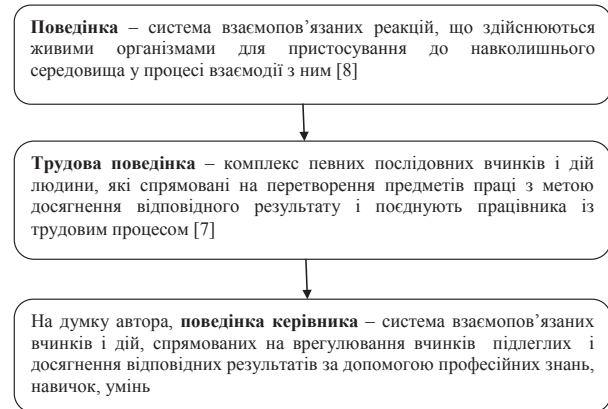 Поведінка – система взаємопов’язаних реакцій, що здійснюються
живими організмами для пристосування до навколишнього
середовища у процесі взаємодії з ним [8]
Трудова поведінка – комплекс певних послідовних вчинків і дій
людини, які спрямовані на перетворення предметів праці з метою
досягнення відповідного результату і поєднують працівника із
трудовим процесом [7]
На думку автора, поведінка керівника – система взаємопов’язаних
вчинків і дій, спрямованих на врегулювання вчинків підлеглих і
досягнення відповідних результатів за допомогою професійних знань,
навичок, умінь